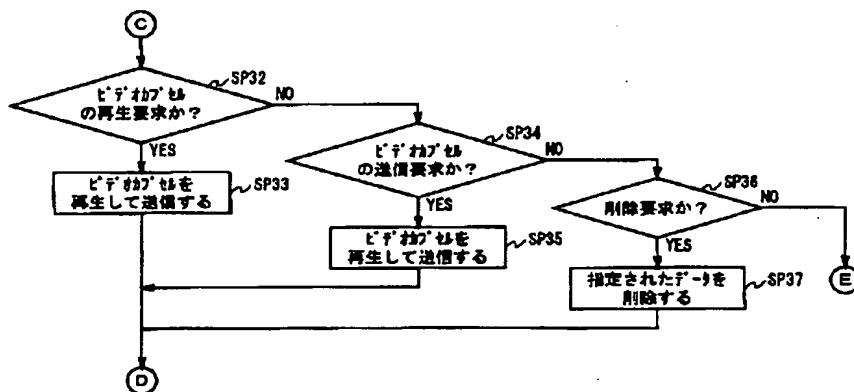 C
SP32
ビデオカプセル
の再生要求か?
NO
YES
ビデオカプセルを
再生して送信する
SP33
SP34
ビデオカプセル
の送信要求か?
NO
YES
ビデオカプセルを
再生して送信する
SP35
SP36
削除要求か?
NO
YES
指定されたデータを
削除する
SP37
E
D